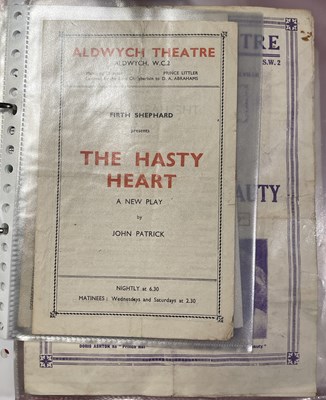 ALDWYCH THEATRE
ALDWYCH, W.C.2
PRINCE LITTLER
D. A. ABRAHAMS
FIRTH SHEPHARD
presents
THE HASTY
HEART
A NEW PLAY
by
JOHN PATRICK
NIGHTLY at 6.30
MATINEES: Wednesdays and Saturdays at 2.30
TRE
S.W. 2
AUTY